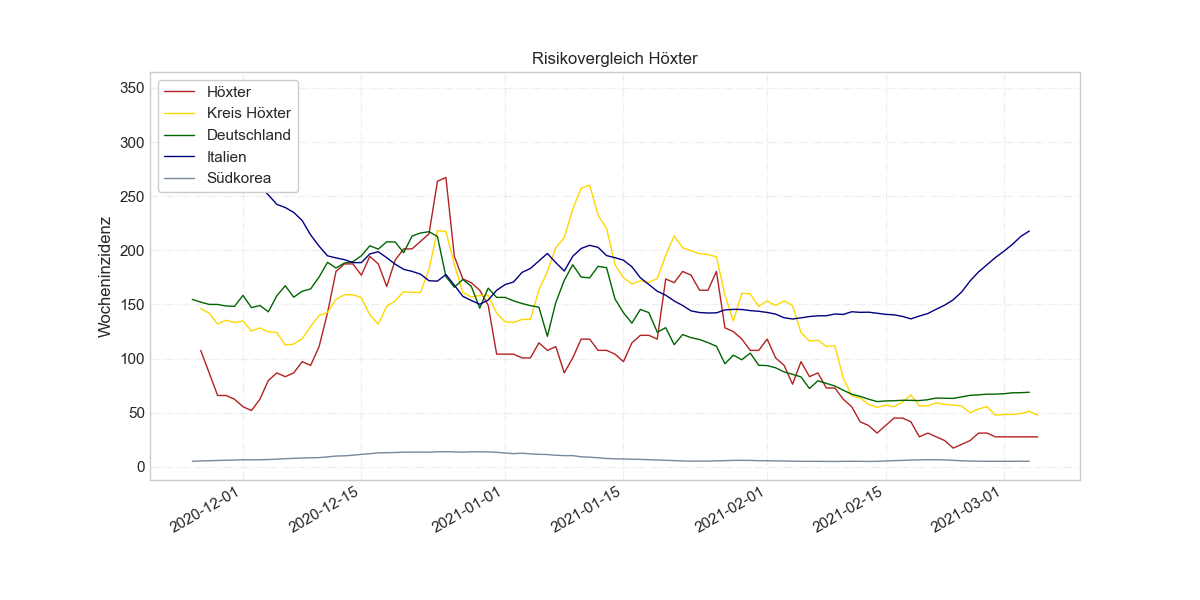 Risikovergleich Höxter
Wocheninzidenz
350
300
250
200
150
100
50
0
Höxter
Kreis Höxter
Deutschland
Italien
Südkorea
2020-12-01
2020-12-15
2021-01-01
2021-01-15
2021-02-01
2021-02-15
2021-03-01